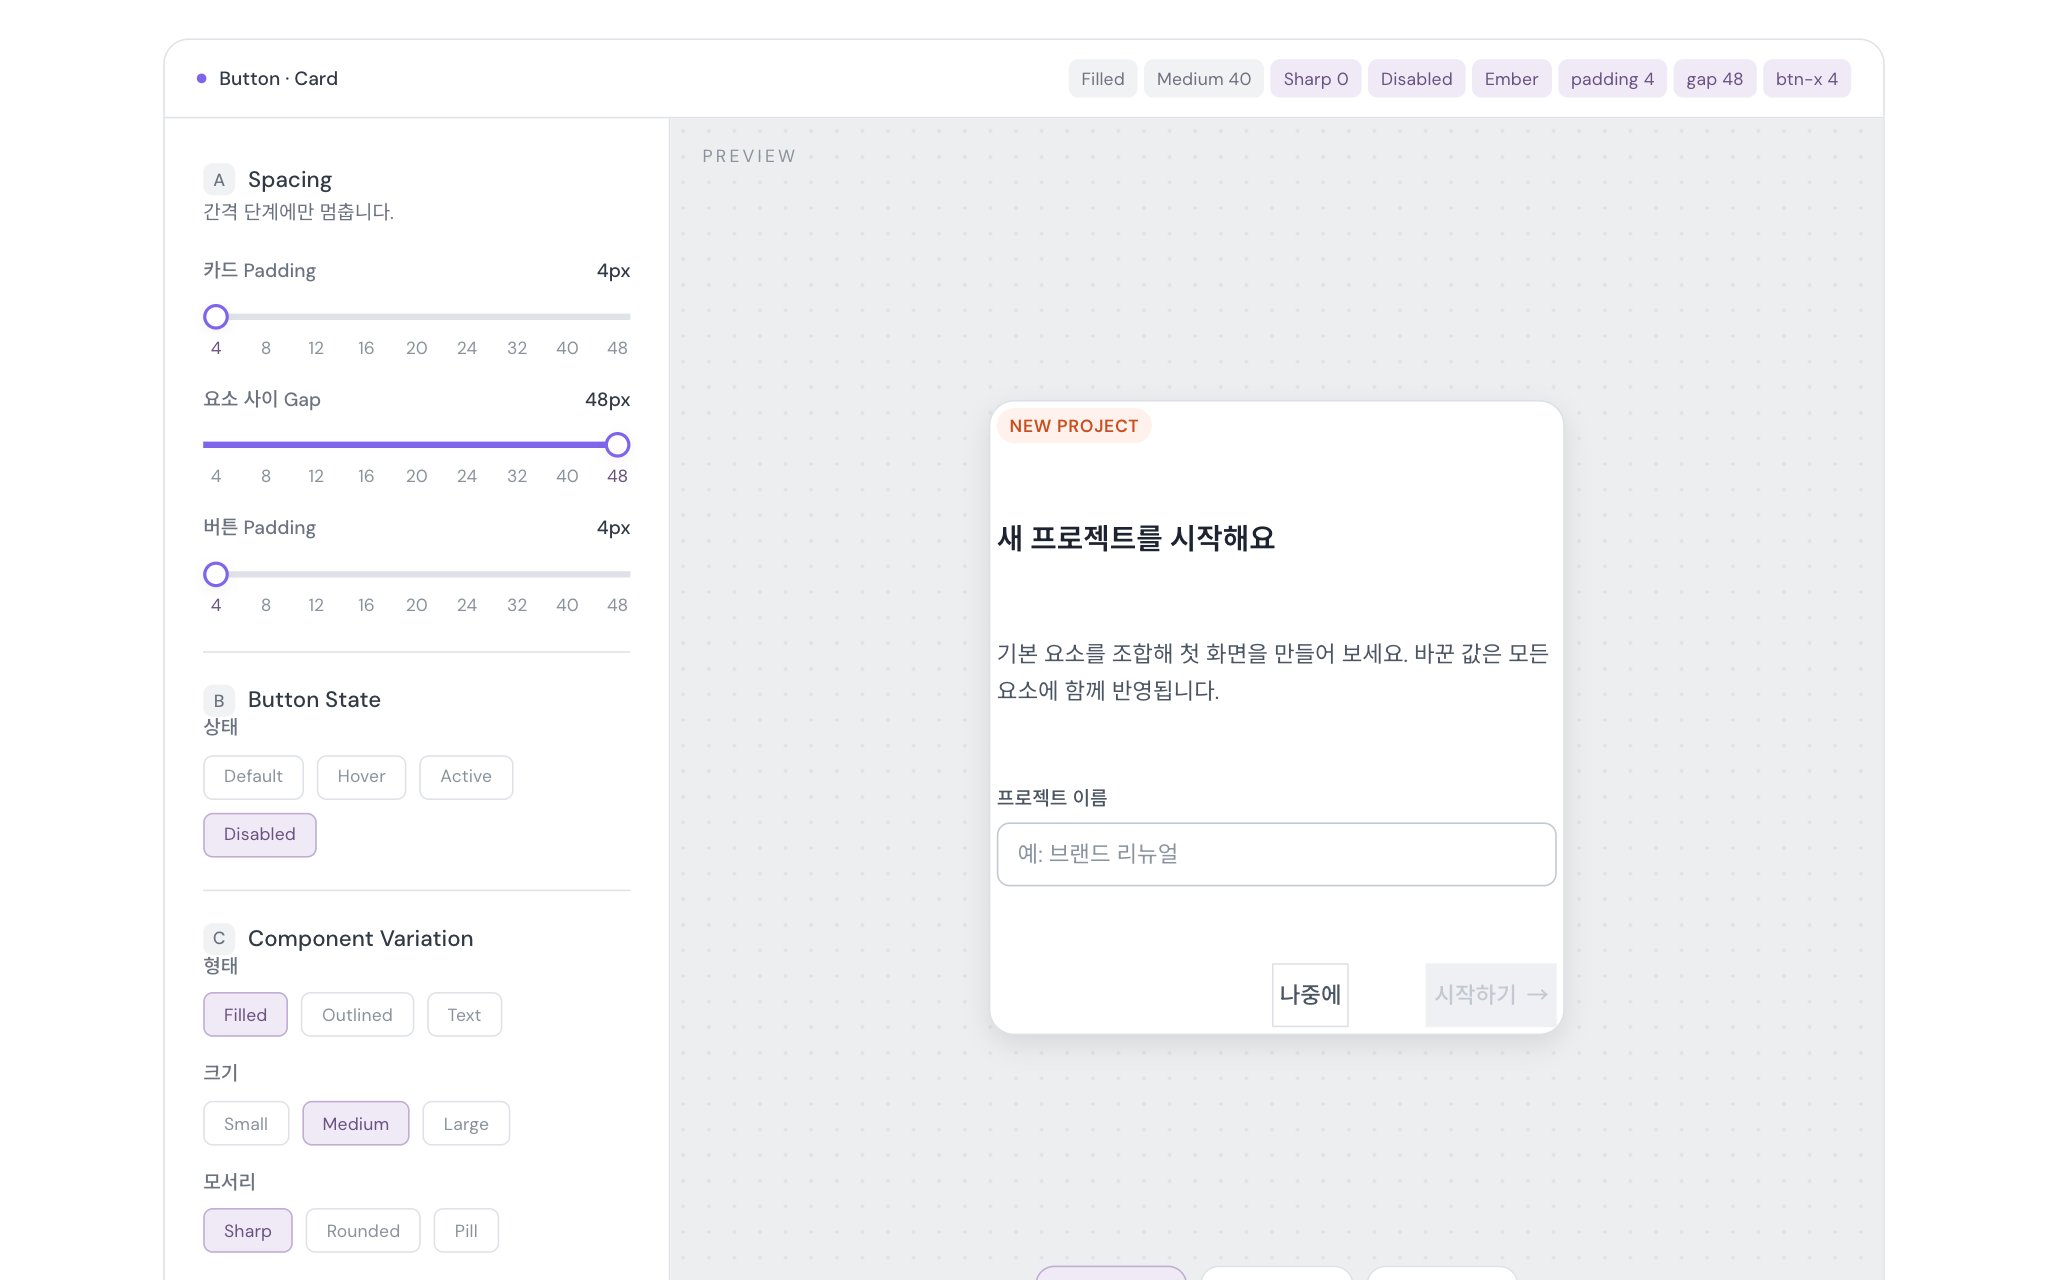 Button · Card
Filled Medium 40 Sharp 0 Disabled Ember padding 4 gap 48 btn-x 4
A Spacing
간격 단계에만 멈춥니다.
카드 Padding 4px
4 8 12 16 20 24 32 40 48
요소 사이 Gap 48px
4 8 12 16 20 24 32 40 48
버튼 Padding 4px
4 8 12 16 20 24 32 40 48
B Button State
상태
Default Hover Active
Disabled
C Component Variation
형태
Filled Outlined Text
크기
Small Medium Large
모서리
Sharp Rounded Pill
PREVIEW
NEW PROJECT
새 프로젝트를 시작해요
기본 요소를 조합해 첫 화면을 만들어 보세요. 바꾼 값은 모든
요소에 함께 반영됩니다.
프로젝트 이름
예: 브랜드 리뉴얼
나중에 시작하기 →